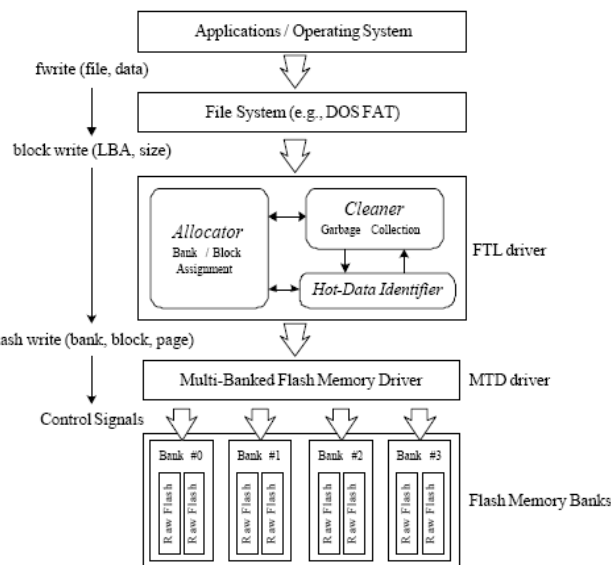 Applications / Operating System
fwrite (file, data)
File System (e.g., DOS FAT)
block write (LBA, size)
Allocator
Bank / Block
Assignment
Cleaner
Garbage Collection
Hot-Data Identifier
FTL driver
ash write (bank, block, page)
Multi-Banked Flash Memory Driver
MTD driver
Control Signals
Bank #0
Bank #1
Bank #2
Bank #3
Raw Flash
Raw Flash
Raw Flash
Raw Flash
Raw Flash
Raw Flash
Raw Flash
Raw Flash
Flash Memory Banks